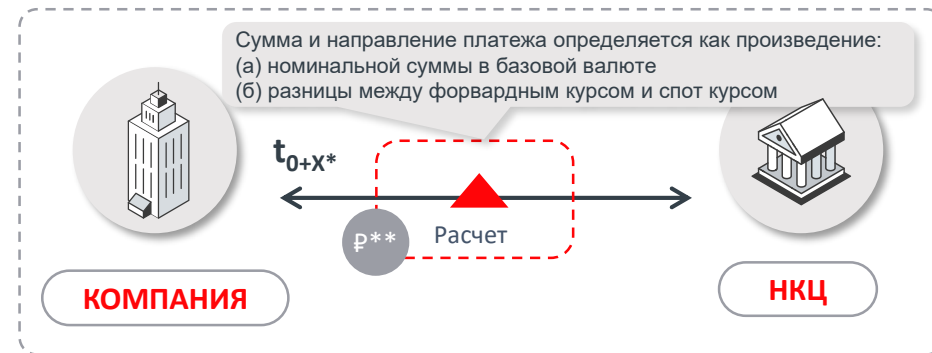 Сумма и направление платежа определяется как произведение:
(а) номинальной суммы в базовой валюте
(б) разницы между форвардным курсом и спот курсом
t0+X*
₽**
Расчет
КОМПАНИЯ
НКЦ